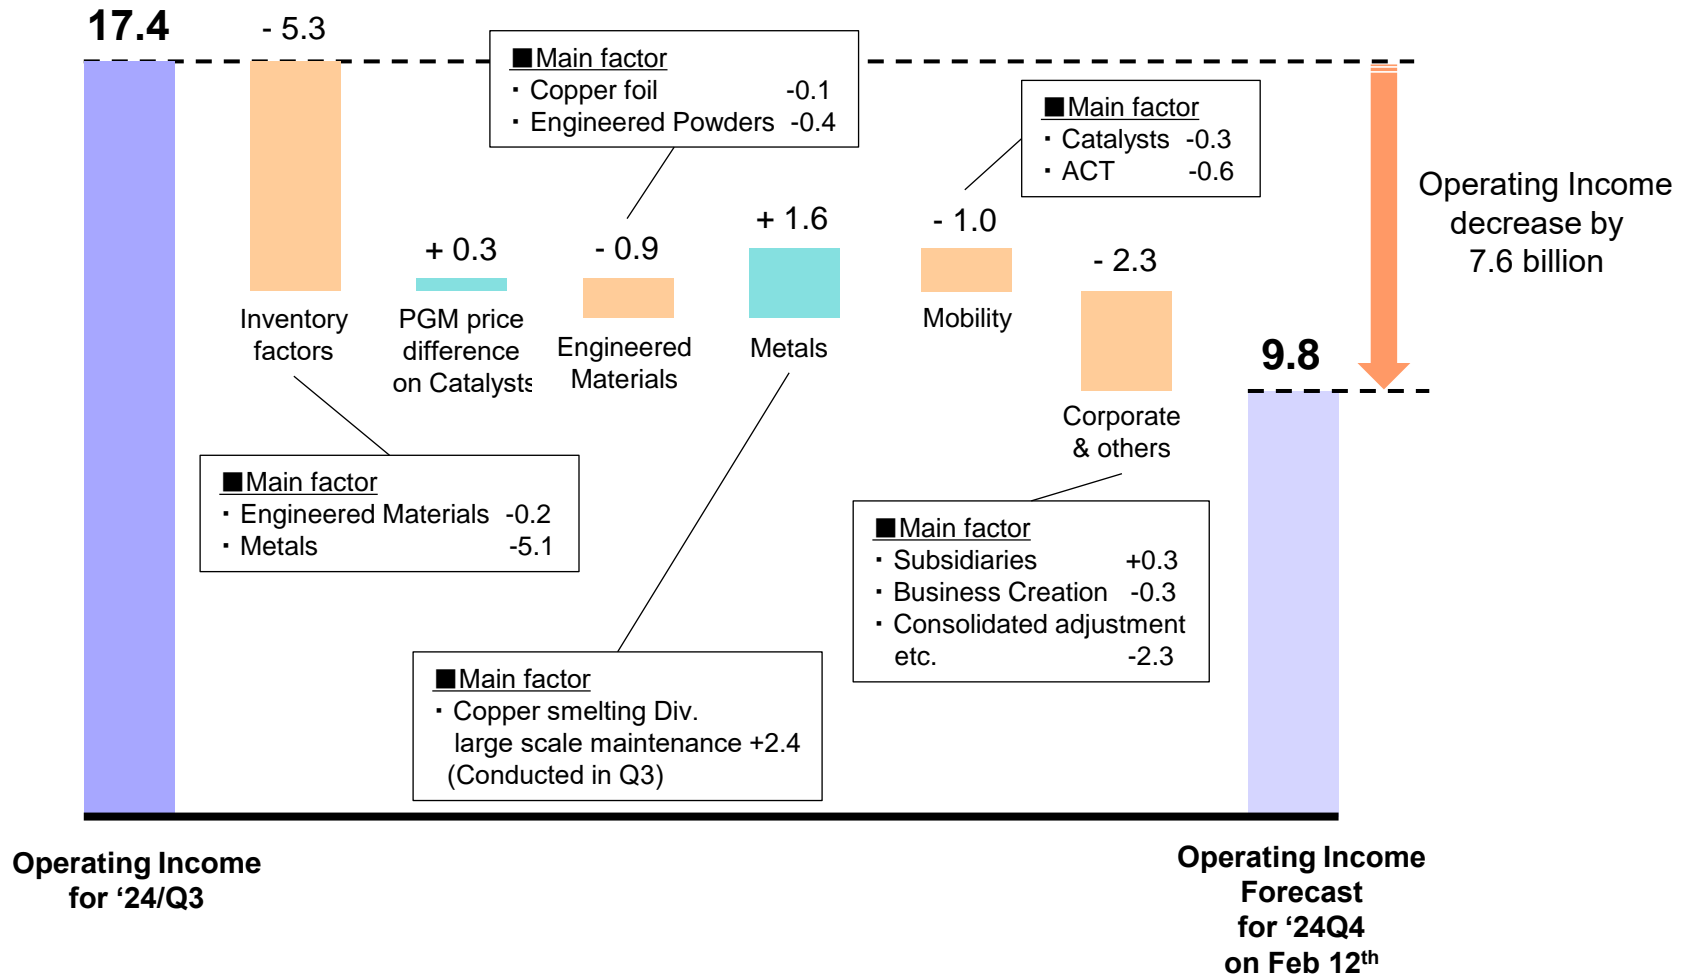 17.4
- 5.3
■Main factor
・Copper foil -0.1
・Engineered Powders -0.4
■Main factor
・Catalysts -0.3
・ACT -0.6
Operating Income
decrease by
7.6 billion
+ 0.3
- 0.9
+ 1.6
- 1.0
- 2.3
Inventory
factors
PGM price
difference
on Catalysts
Engineered
Materials
Metals
Mobility
Corporate
& others
9.8
■Main factor
・Engineered Materials -0.2
・Metals -5.1
■Main factor
・Copper smelting Div.
large scale maintenance +2.4
(Conducted in Q3)
■Main factor
・Subsidiaries +0.3
・Business Creation -0.3
・Consolidated adjustment
etc. -2.3
Operating Income
for ‘24/Q3
Operating Income
Forecast
for ‘24Q4
on Feb 12th